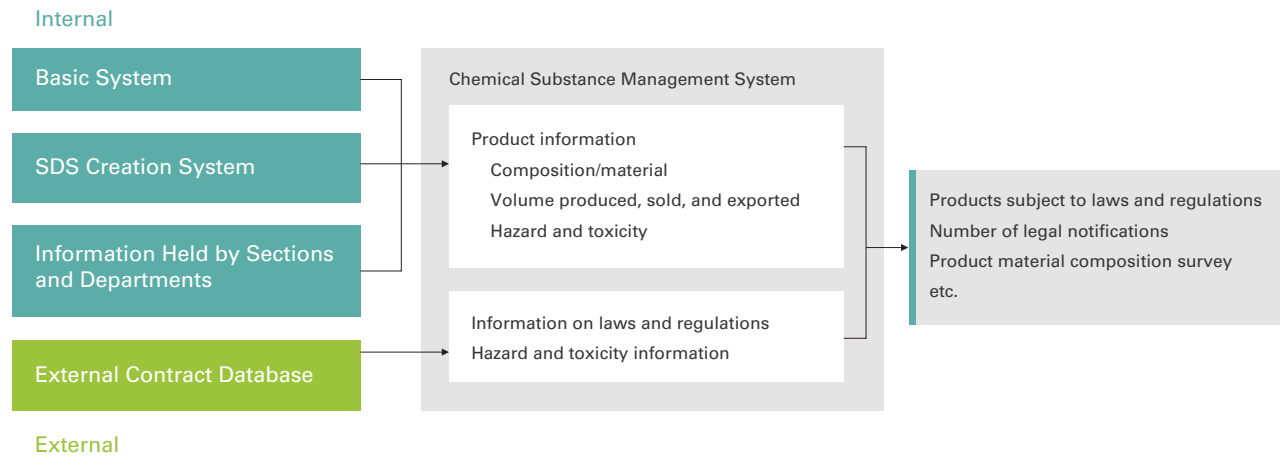 Internal
Basic System
SDS Creation System
Information Held by Sections
and Departments
External Contract Database
External
Chemical Substance Management System
Product information
Composition/material
Volume produced, sold, and exported
Hazard and toxicity
Information on laws and regulations
Hazard and toxicity information
Products subject to laws and regulations
Number of legal notifications
Product material composition survey
etc.